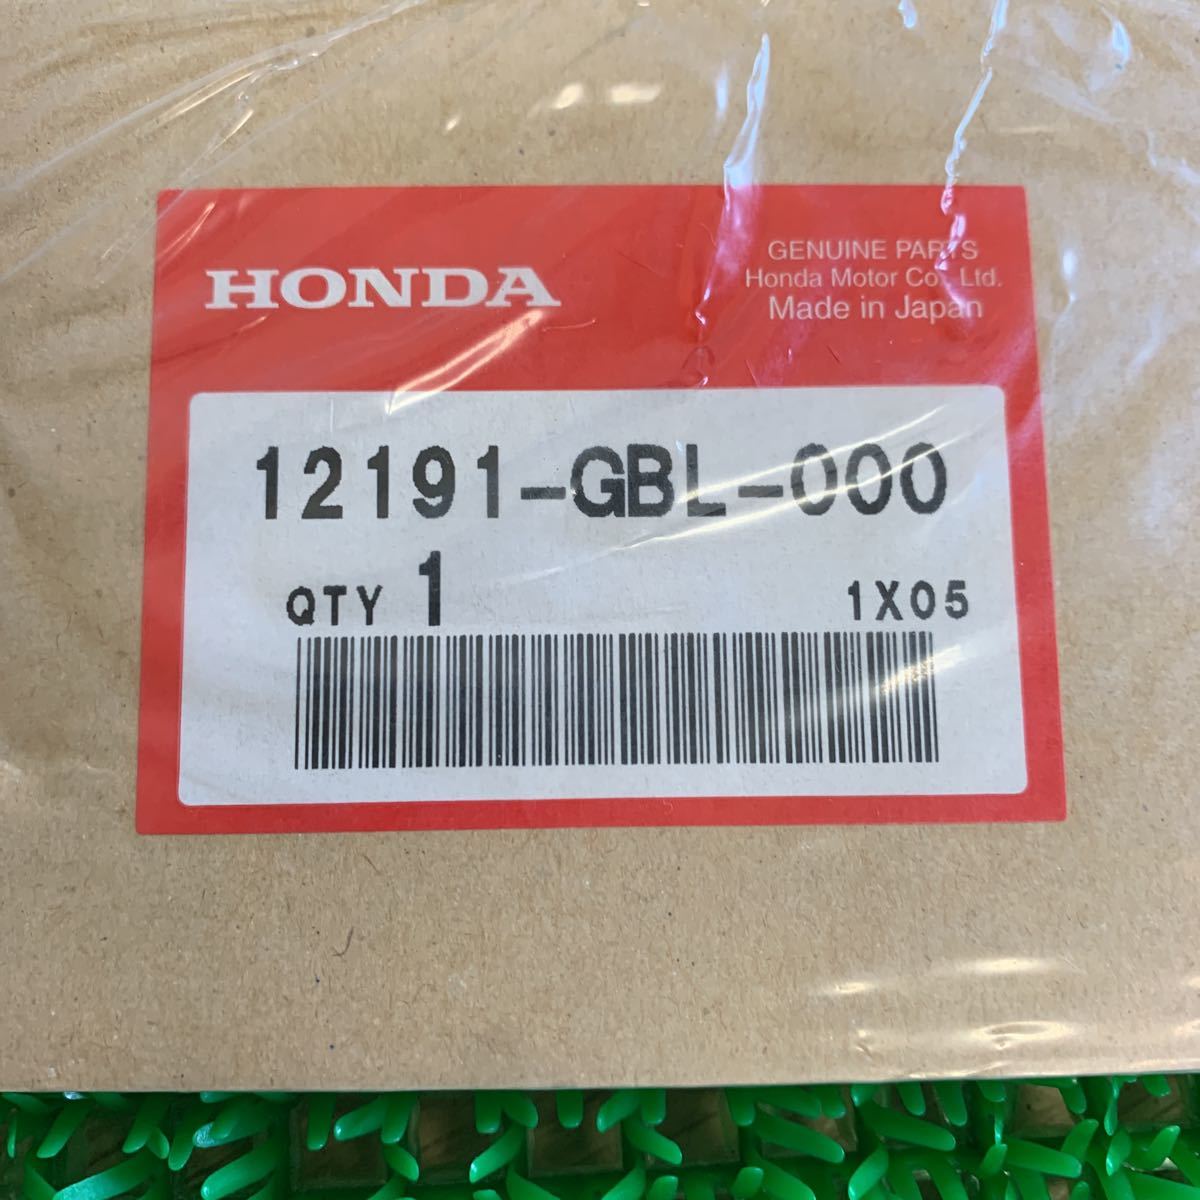 HONDA
GENUINE PARTS
Honda Motor Co., Ltd.
Made in Japan
12191-GBL-000
QTY 1 1X05